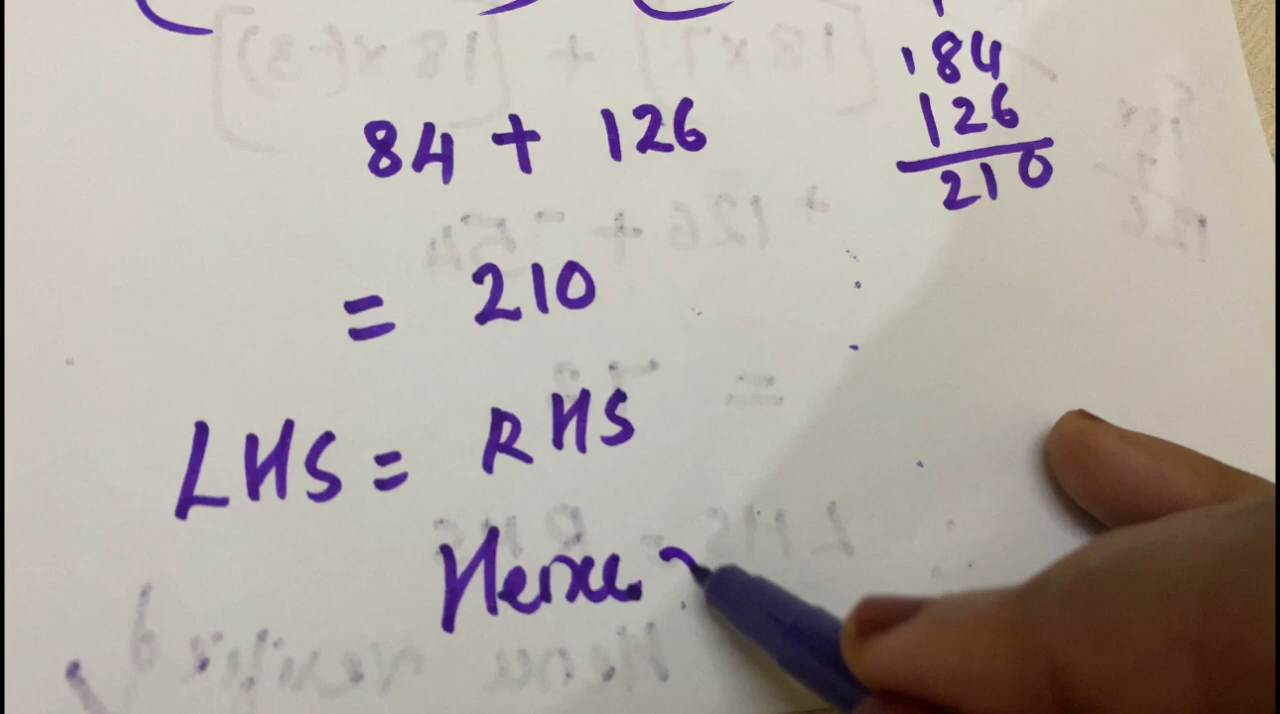 184
84 + 126
126
210
= 210
LHS = RHS
Hence